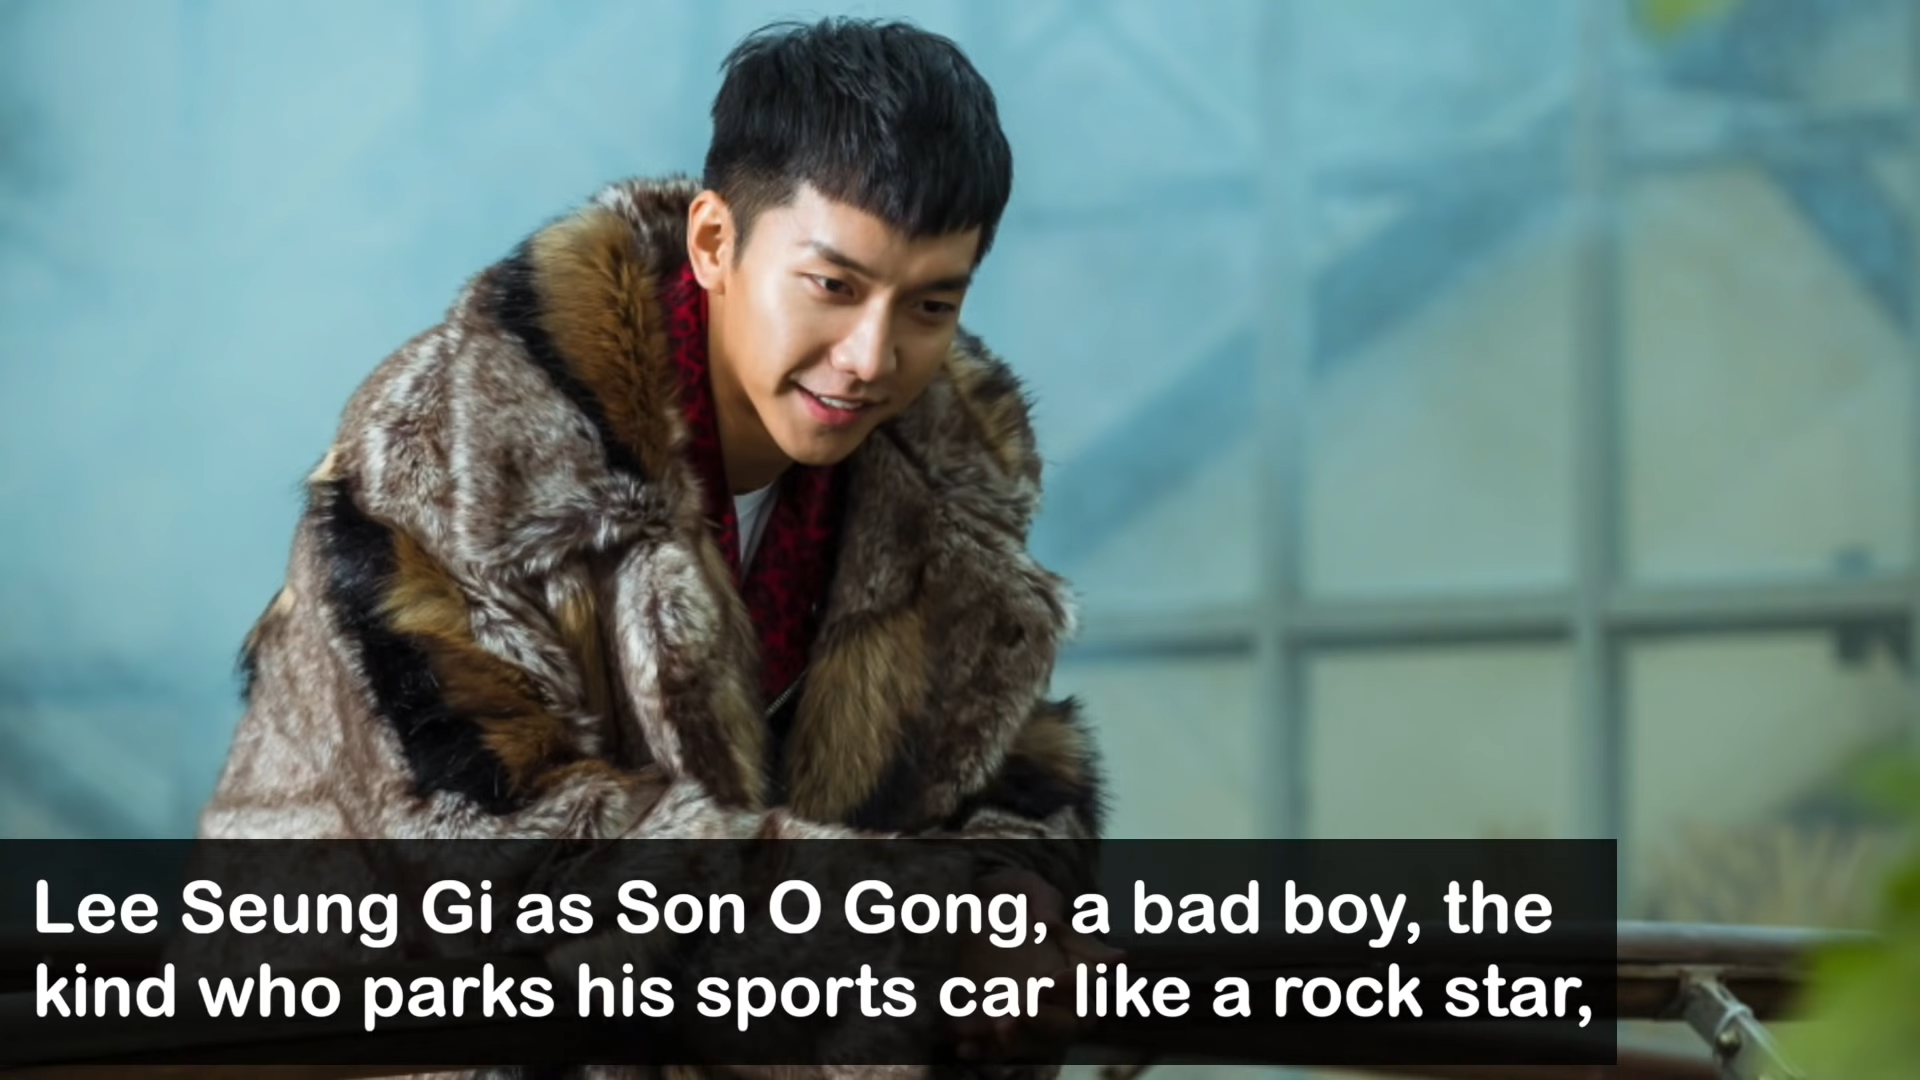 Lee Seung Gi as Son O Gong, a bad boy, the
kind who parks his sports car like a rock star,